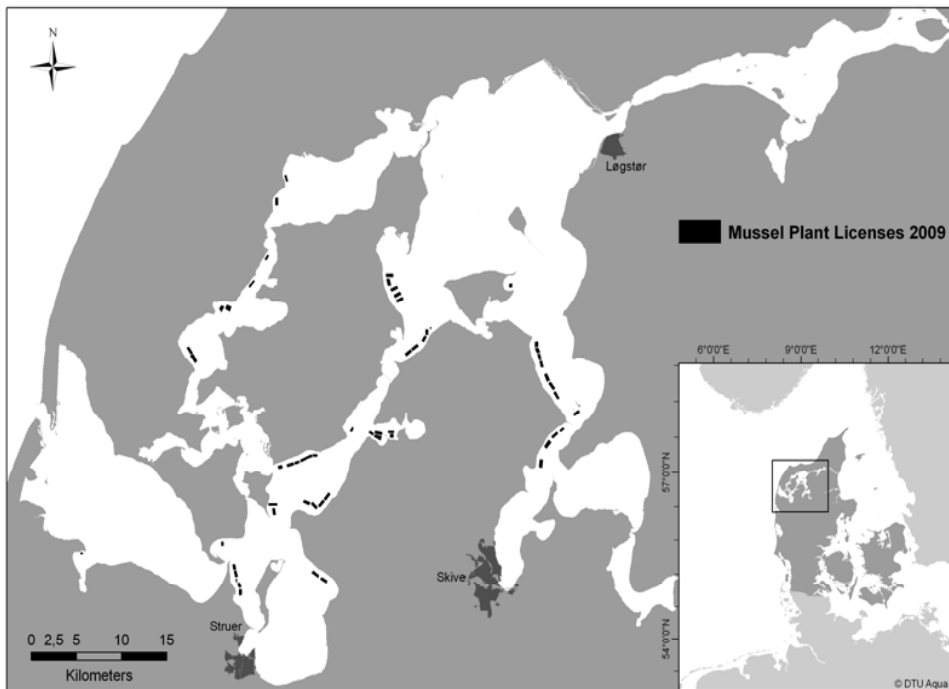 N
Løgstør
Mussel Plant Licenses 2009
6°0'0"E 9°0'0"E 12°0'0"E
57°0'0"N
Skive
Struer
54°0'0"N
0 2,5 5 10 15
Kilometers
© DTU Aqua